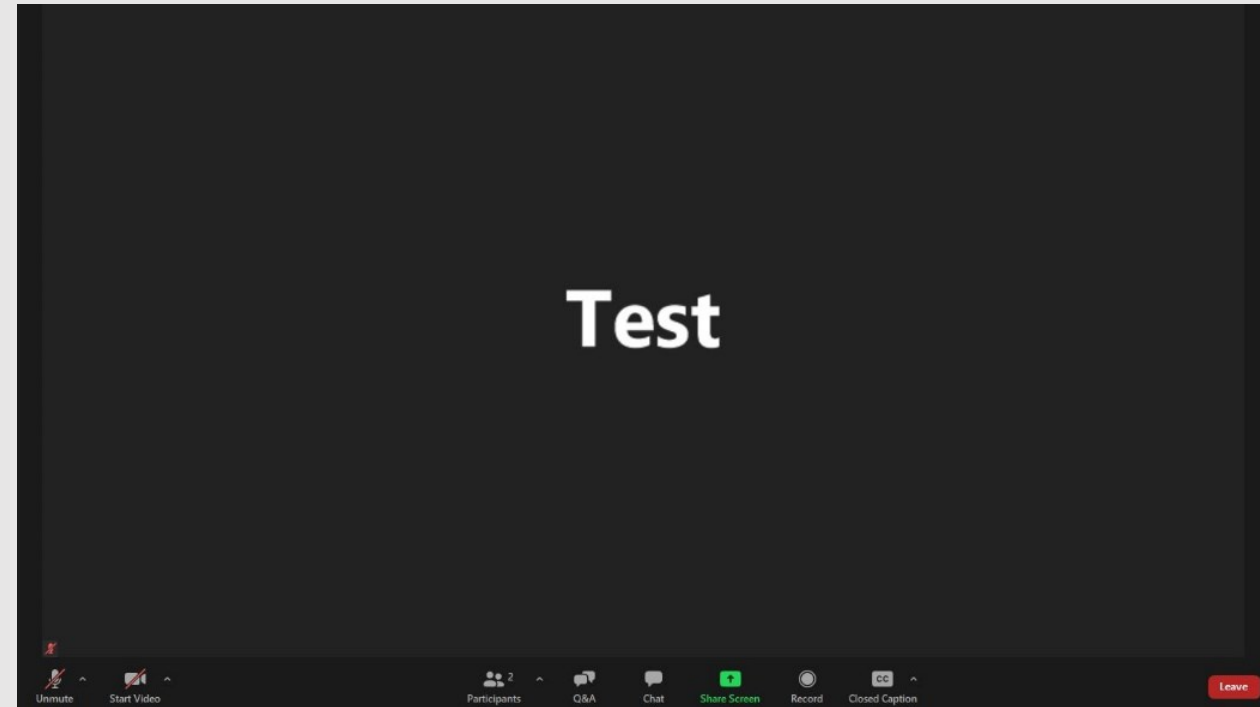 Test
2
CC
Unmute
Start Video
Participants
Q&A
Chat
Share Screen
Record
Closed Caption
Leave